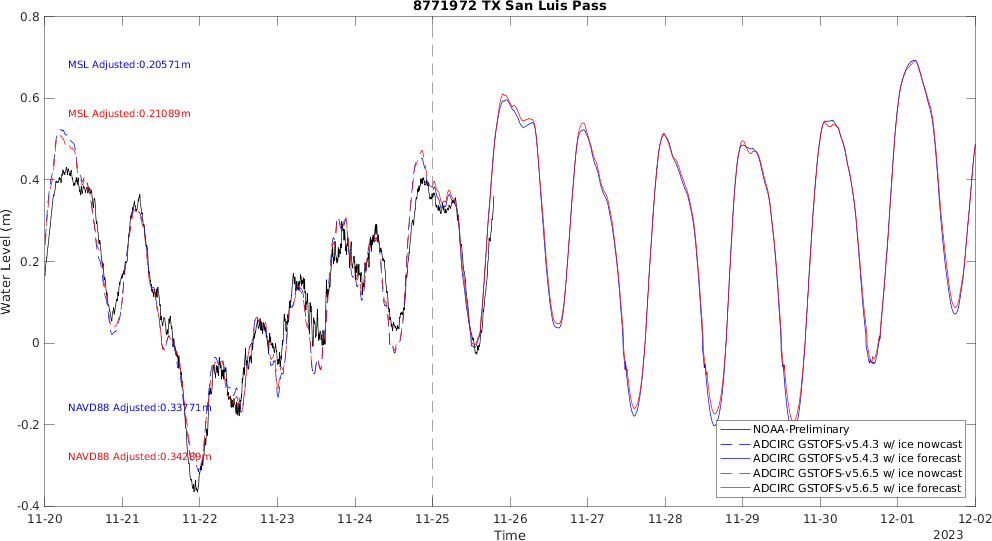 8771972 TX San Luis Pass
0.8
0.6
0.4
0.2
0
-0.2
-0.4
Water Level (m)
MSL Adjusted:0.20571m
MSL Adjusted:0.21089m
NAVD88 Adjusted:0.33771m
NAVD88 Adjusted:0.34289m
NOAA-Preliminary
ADCIRC GSTOFS-v5.4.3 w/ ice nowcast
ADCIRC GSTOFS-v5.4.3 w/ ice forecast
ADCIRC GSTOFS-v5.6.5 w/ ice nowcast
ADCIRC GSTOFS-v5.6.5 w/ ice forecast
11-20 11-21 11-22 11-23 11-24 11-25 11-26 11-27 11-28 11-29 11-30 12-01 12-02
Time
2023